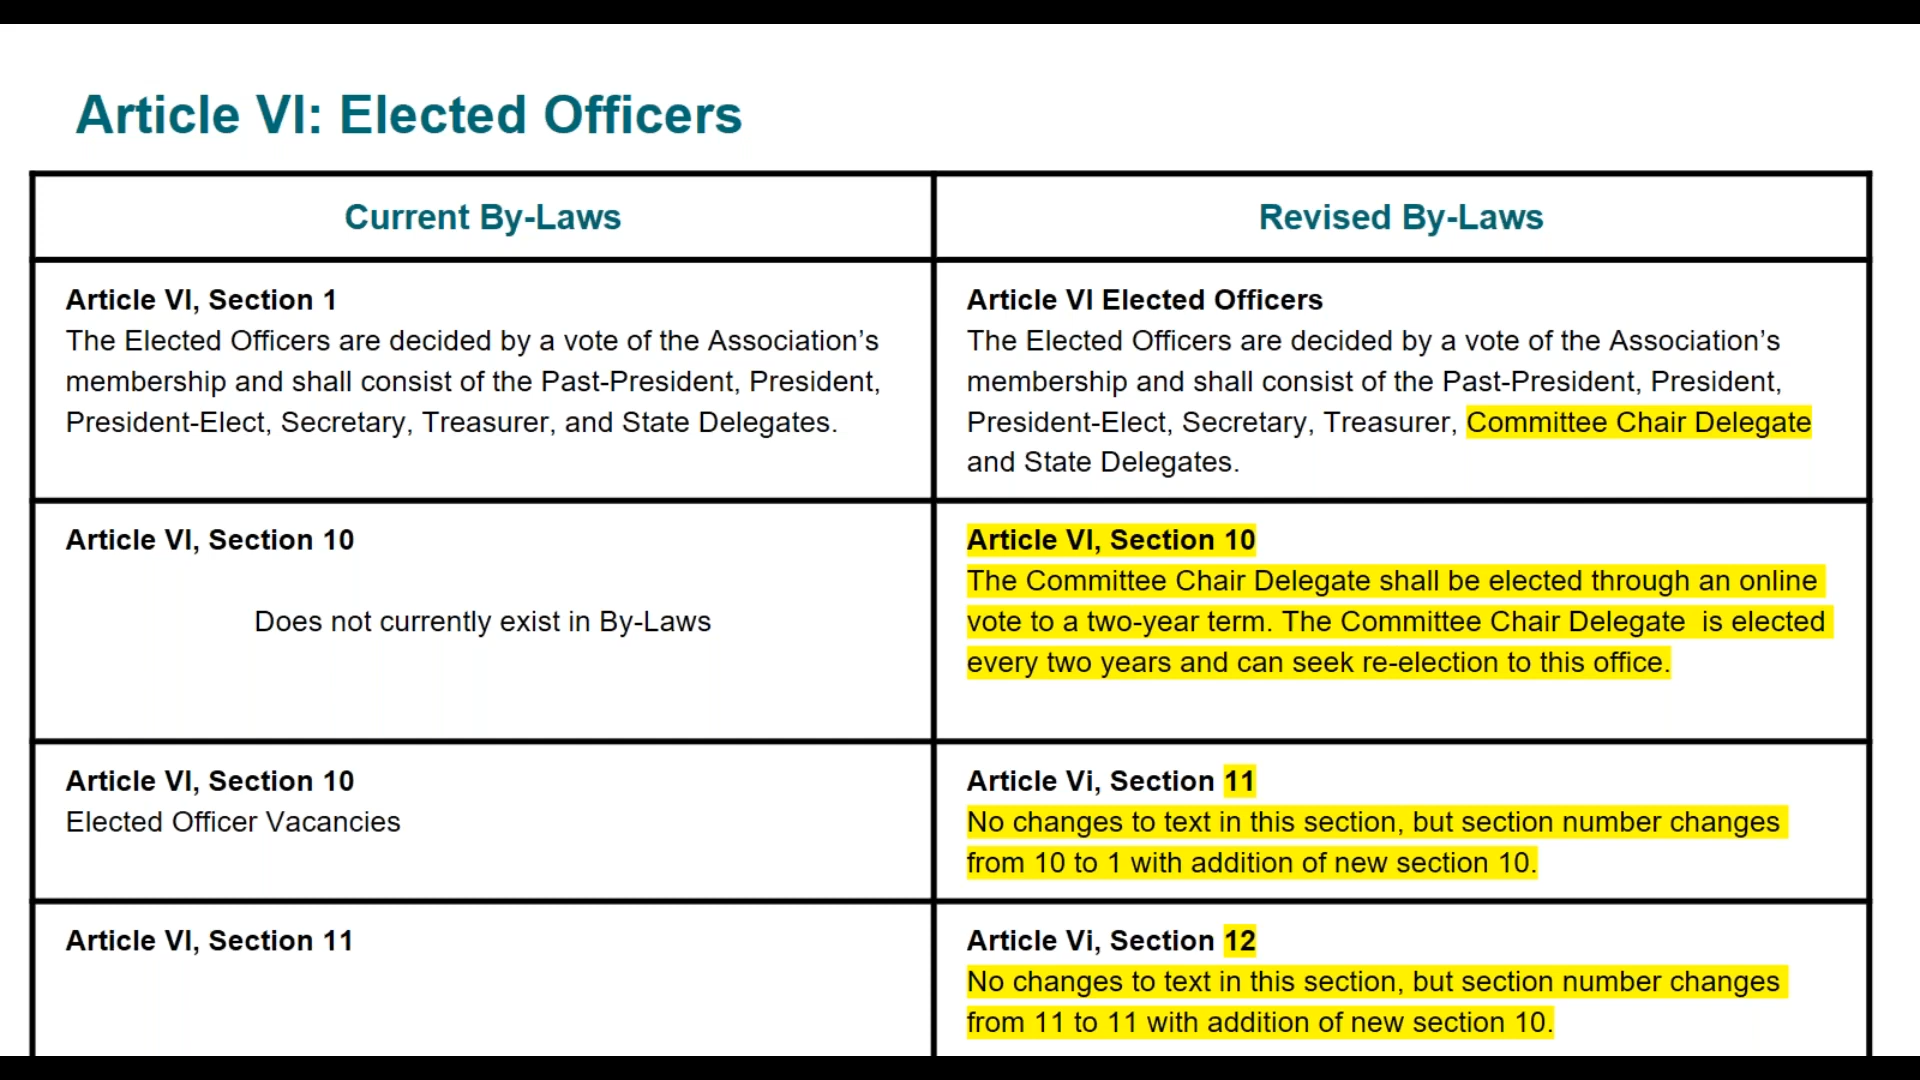 Article VI: Elected Officers
Current By-Laws
Revised By-Laws
Article VI, Section 1
The Elected Officers are decided by a vote of the Association’s
membership and shall consist of the Past-President, President,
President-Elect, Secretary, Treasurer, and State Delegates.
Article VI Elected Officers
The Elected Officers are decided by a vote of the Association’s
membership and shall consist of the Past-President, President,
President-Elect, Secretary, Treasurer, Committee Chair Delegate
and State Delegates.
Article VI, Section 10
Does not currently exist in By-Laws
Article VI, Section 10
The Committee Chair Delegate shall be elected through an online
vote to a two-year term. The Committee Chair Delegate  is elected
every two years and can seek re-election to this office.
Article VI, Section 10
Elected Officer Vacancies
Article Vi, Section 11
No changes to text in this section, but section number changes
from 10 to 1 with addition of new section 10.
Article VI, Section 11
Article Vi, Section 12
No changes to text in this section, but section number changes
from 11 to 11 with addition of new section 10.